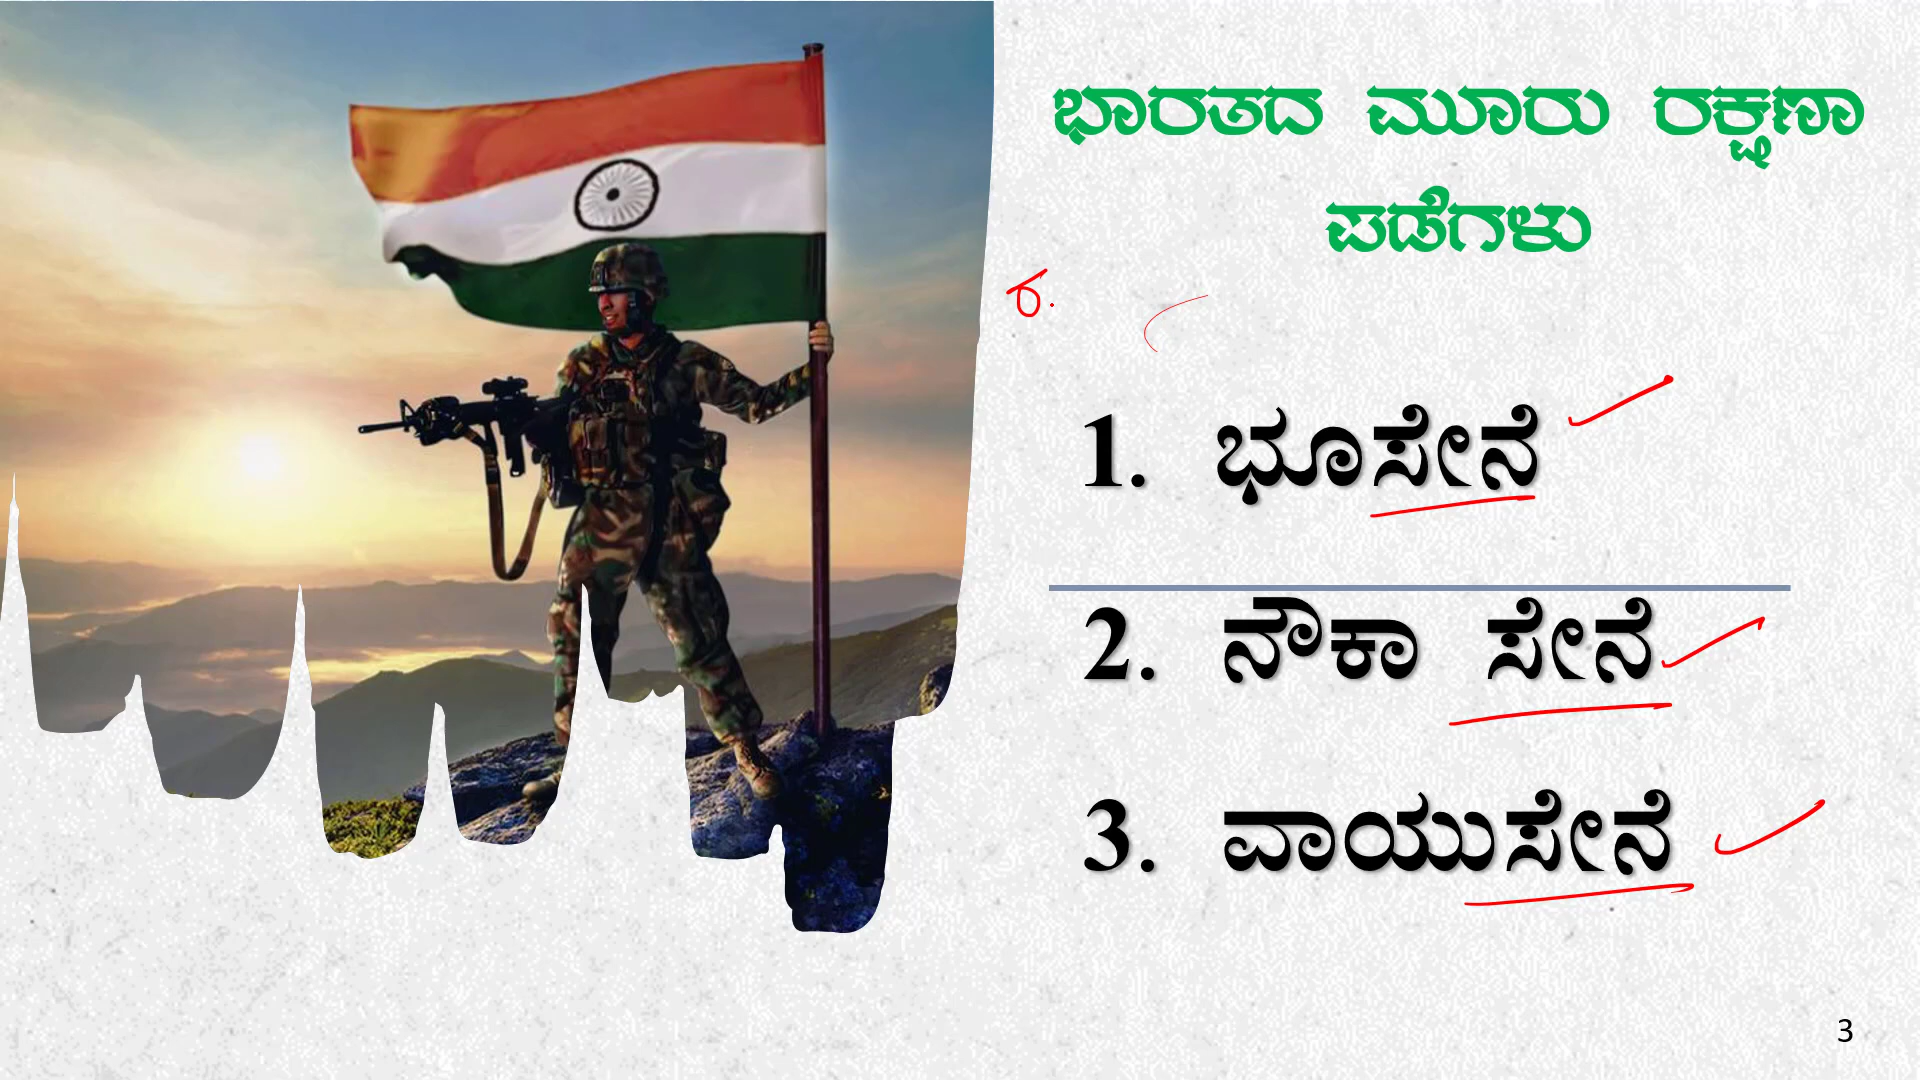 ಭಾರತದ ಮೂರು ರಕ್ಷಣಾ
ಪಡೆಗಳು
1. ಭೂಸೇನೆ
2. ನೌಕಾ ಸೇನೆ
3. ವಾಯುಸೇನೆ
3